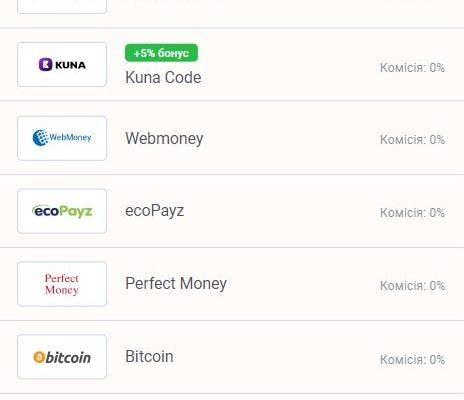 KUNA
+5% бонус
Kuna Code
Комісія: 0%
WebMoney
Webmoney
Комісія: 0%
ecoPayz
ecoPayz
Комісія: 0%
Perfect
Money
Perfect Money
Комісія: 0%
bitcoin
Bitcoin
Комісія: 0%